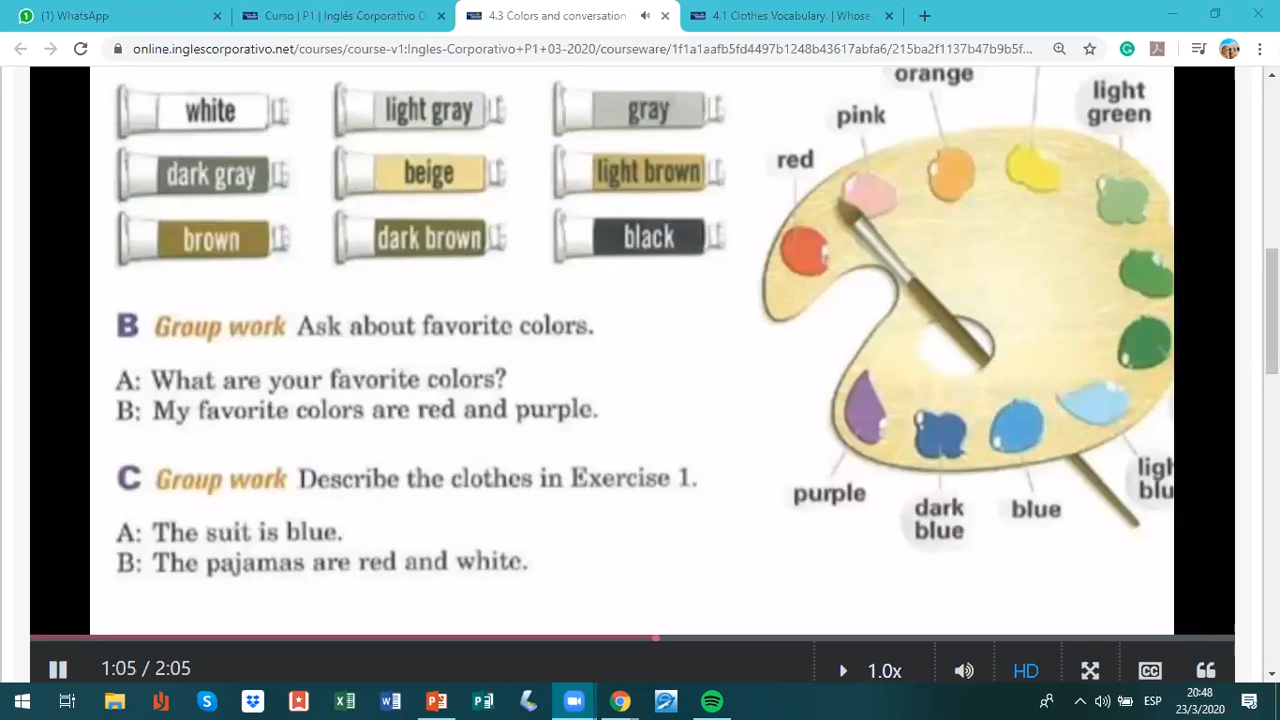 (1) WhatsApp
Curso | P1 | Inglés Corporativo C
4.3 Colors and conversation
4.1 Clothes Vocabulary. | Whose
online.inglescorporativo.net/courses/course-v1:Ingles-Corporativo+P1+03-2020/courseware/1f1a1aafb5fd4497b1248b43617abfa6/215ba2f1137b47b9b5f...
white
light gray
gray
dark gray
beige
light brown
brown
dark brown
black
orange
pink
light
green
red
purple
dark
blue
blue
ligh
blu
B Group work Ask about favorite colors.
A: What are your favorite colors?
B: My favorite colors are red and purple.
C Group work Describe the clothes in Exercise 1.
A: The suit is blue.
B: The pajamas are red and white.
1:05 / 2:05
1.0x
HD
CC
ESP
20:48
23/3/2020